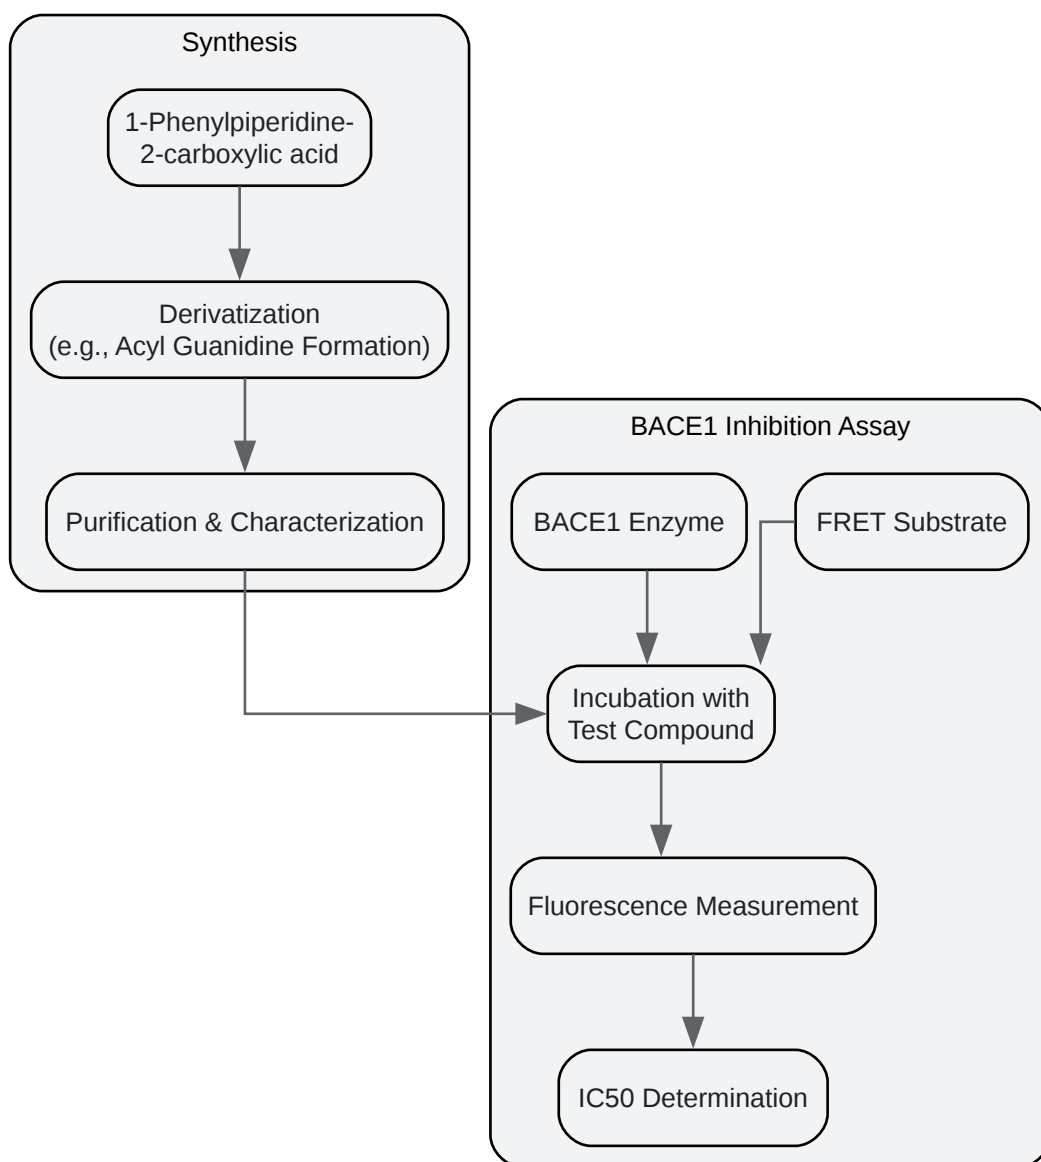 Synthesis
1-Phenylpiperidine-
2-carboxylic acid
Derivatization
(e.g., Acyl Guanidine Formation)
Purification & Characterization
BACE1 Inhibition Assay
BACE1 Enzyme
FRET Substrate
Incubation with
Test Compound
Fluorescence Measurement
IC50 Determination